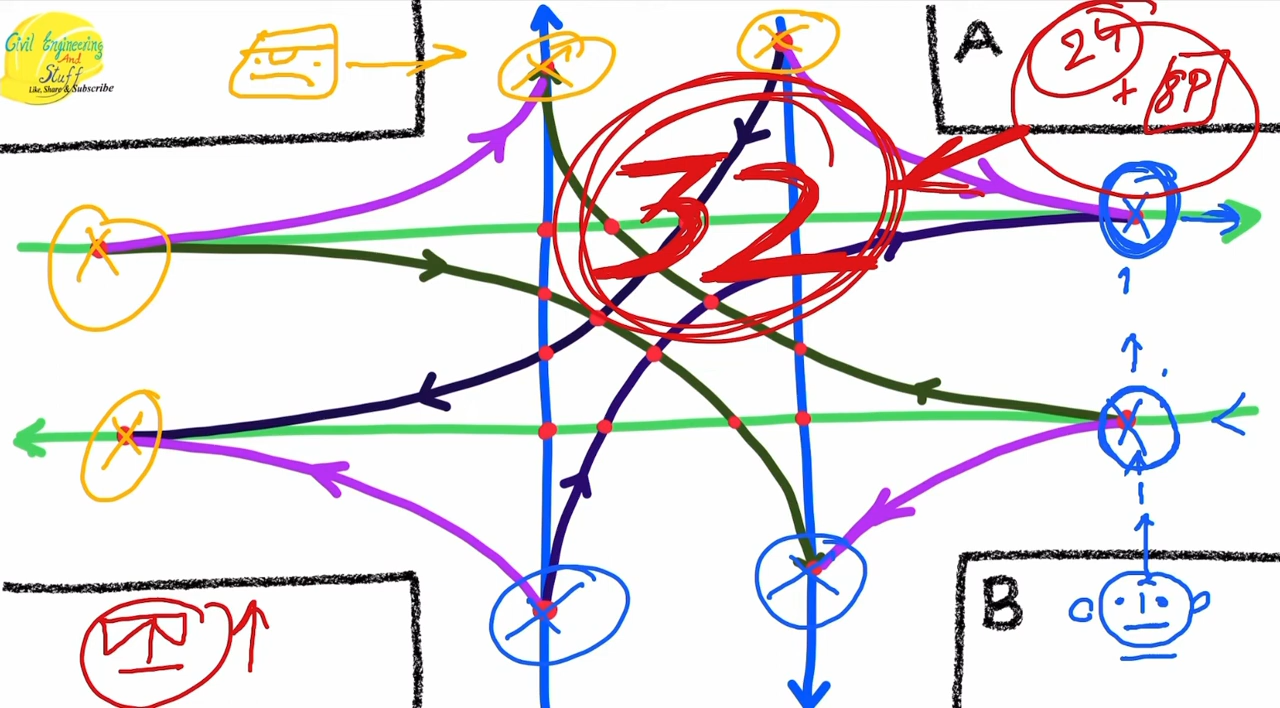 Civil Engineering
And
Stuff
Like, Share & Subscribe
A
24
+ 8P
32
B